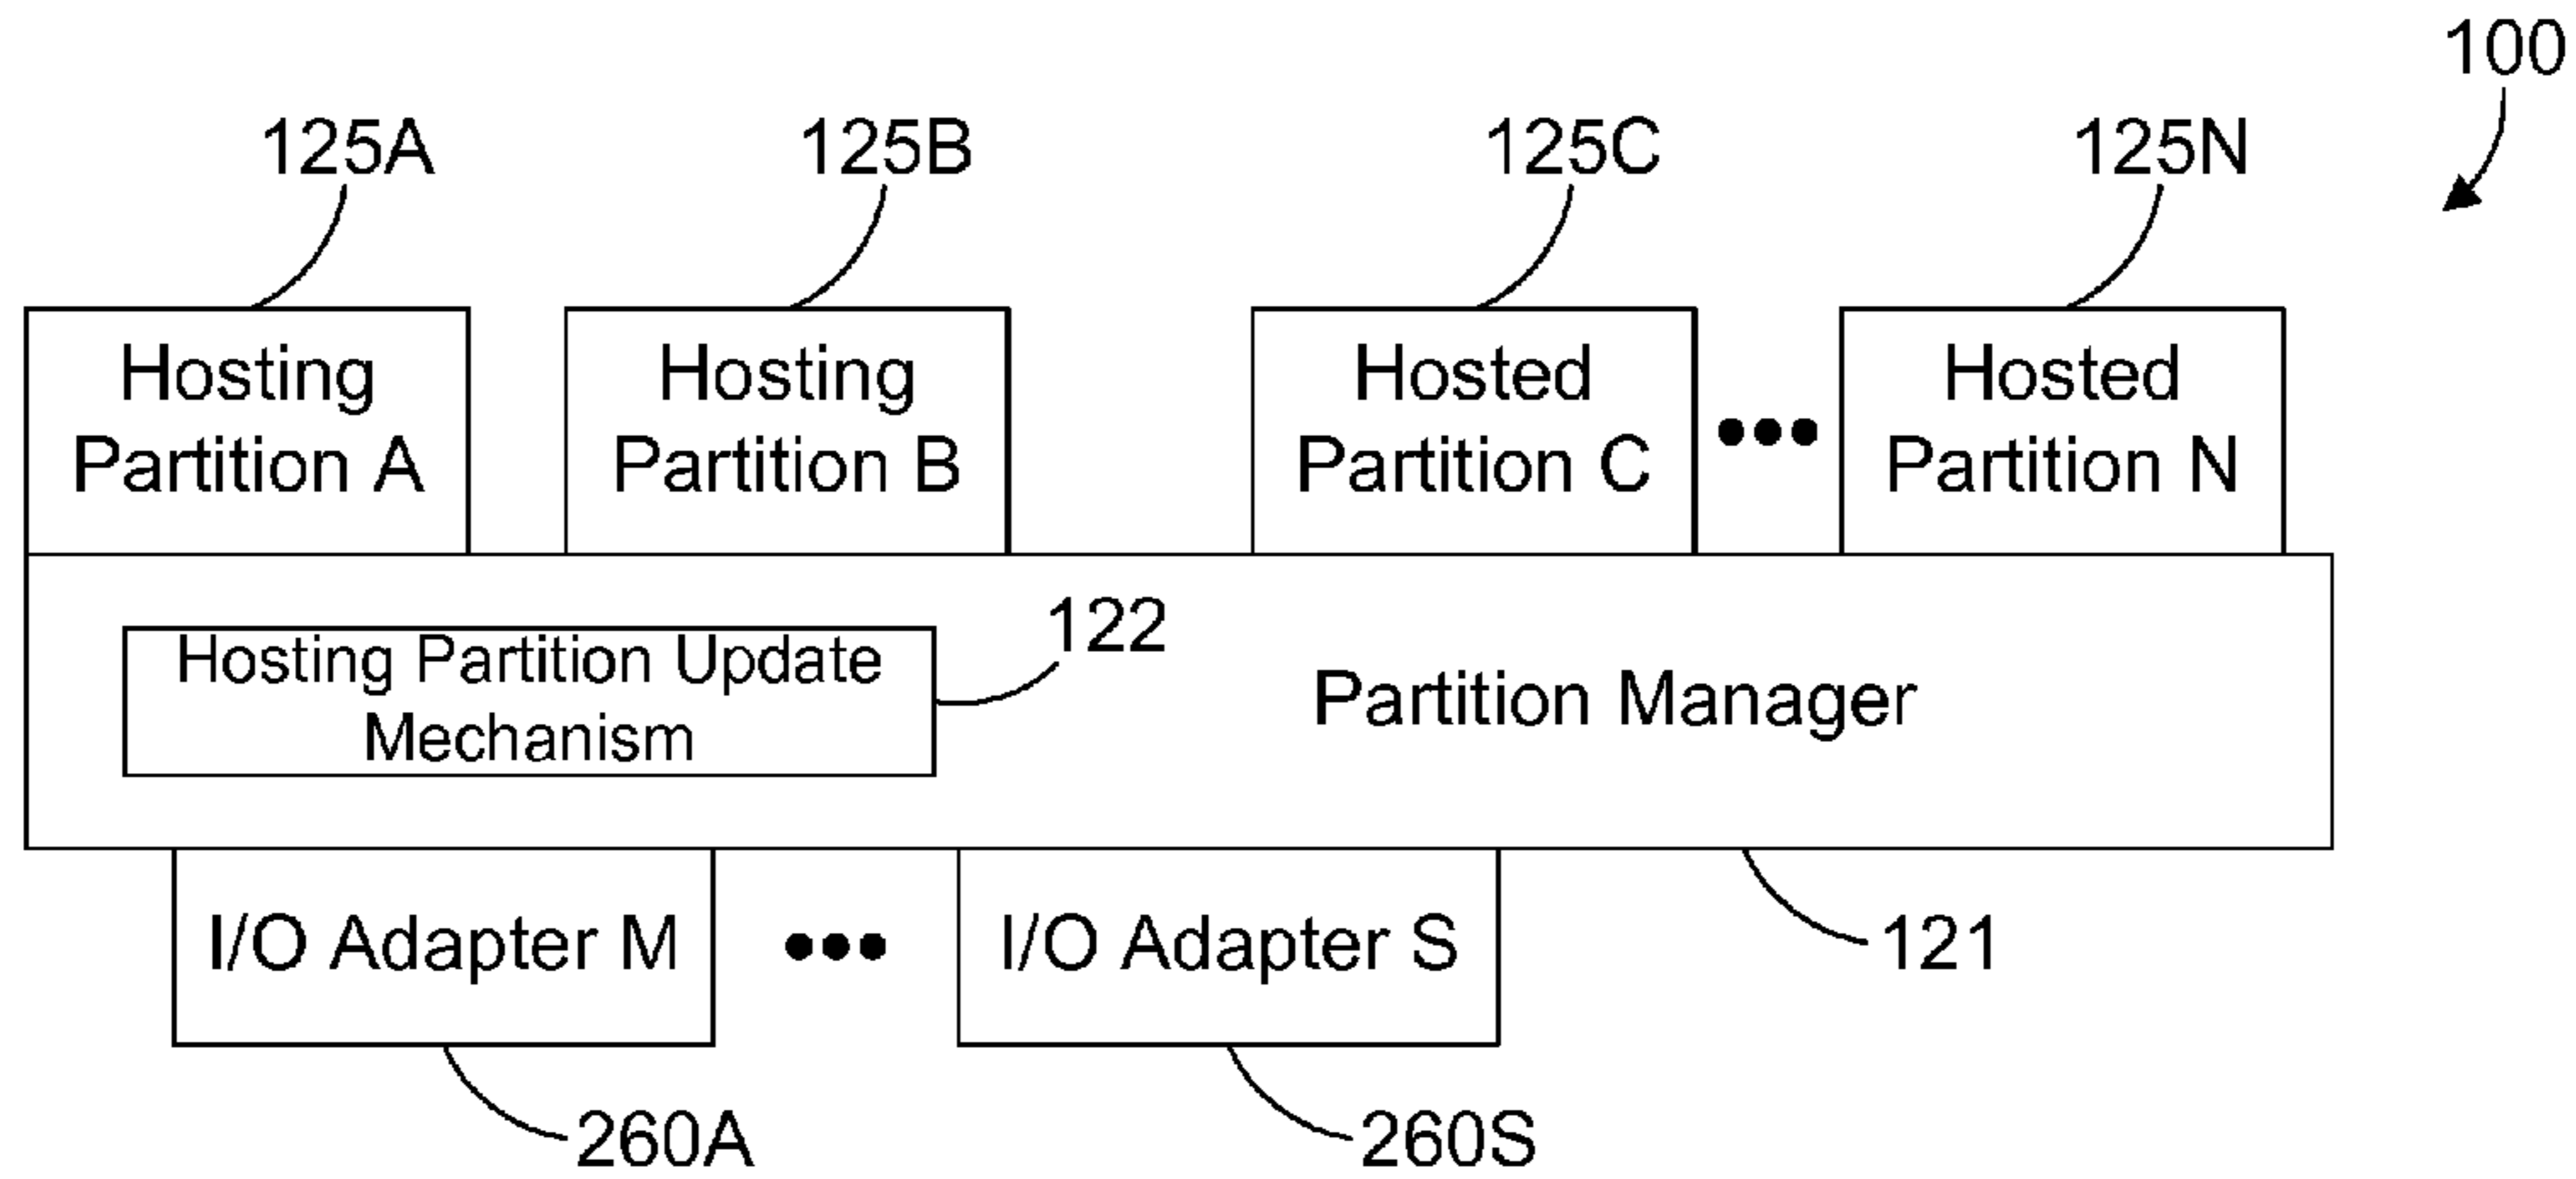 100
125A
125B
125C
125N
Hosting
Partition A
Hosting
Partition B
Hosted
Partition C
Hosted
Partition N
122
Hosting Partition Update
Mechanism
Partition Manager
I/O Adapter M
I/O Adapter S
121
260A
260S